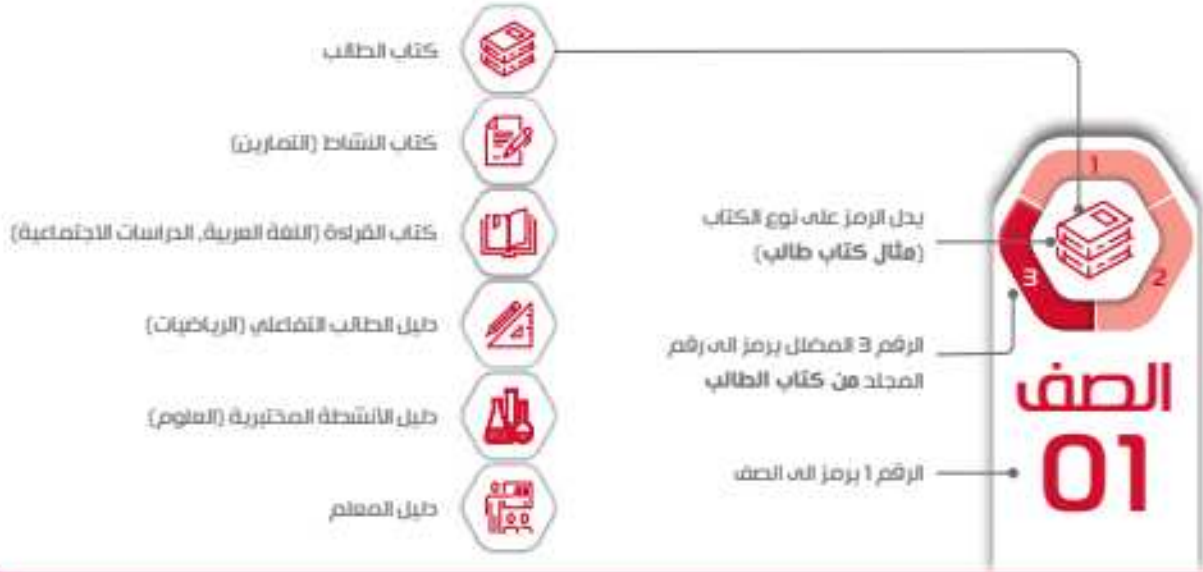 كتاب الطالب
كتاب النشاط (التمارين)
كتاب القراءة (اللغة العربية, الدراسات الاجتماعية)
دليل الطالب التفاعلي (الرياضيات)
دليل الأنشطة المختبرية (العلوم)
دليل المعلم
1
2
3
يدل الرمز على نوع الكتاب
(مثال كتاب طالب)
الرقم 3 المضلل يرمز الى رقم
المجلد من كتاب الطالب
الصف
01
الرقم 1 يرمز الى الصف